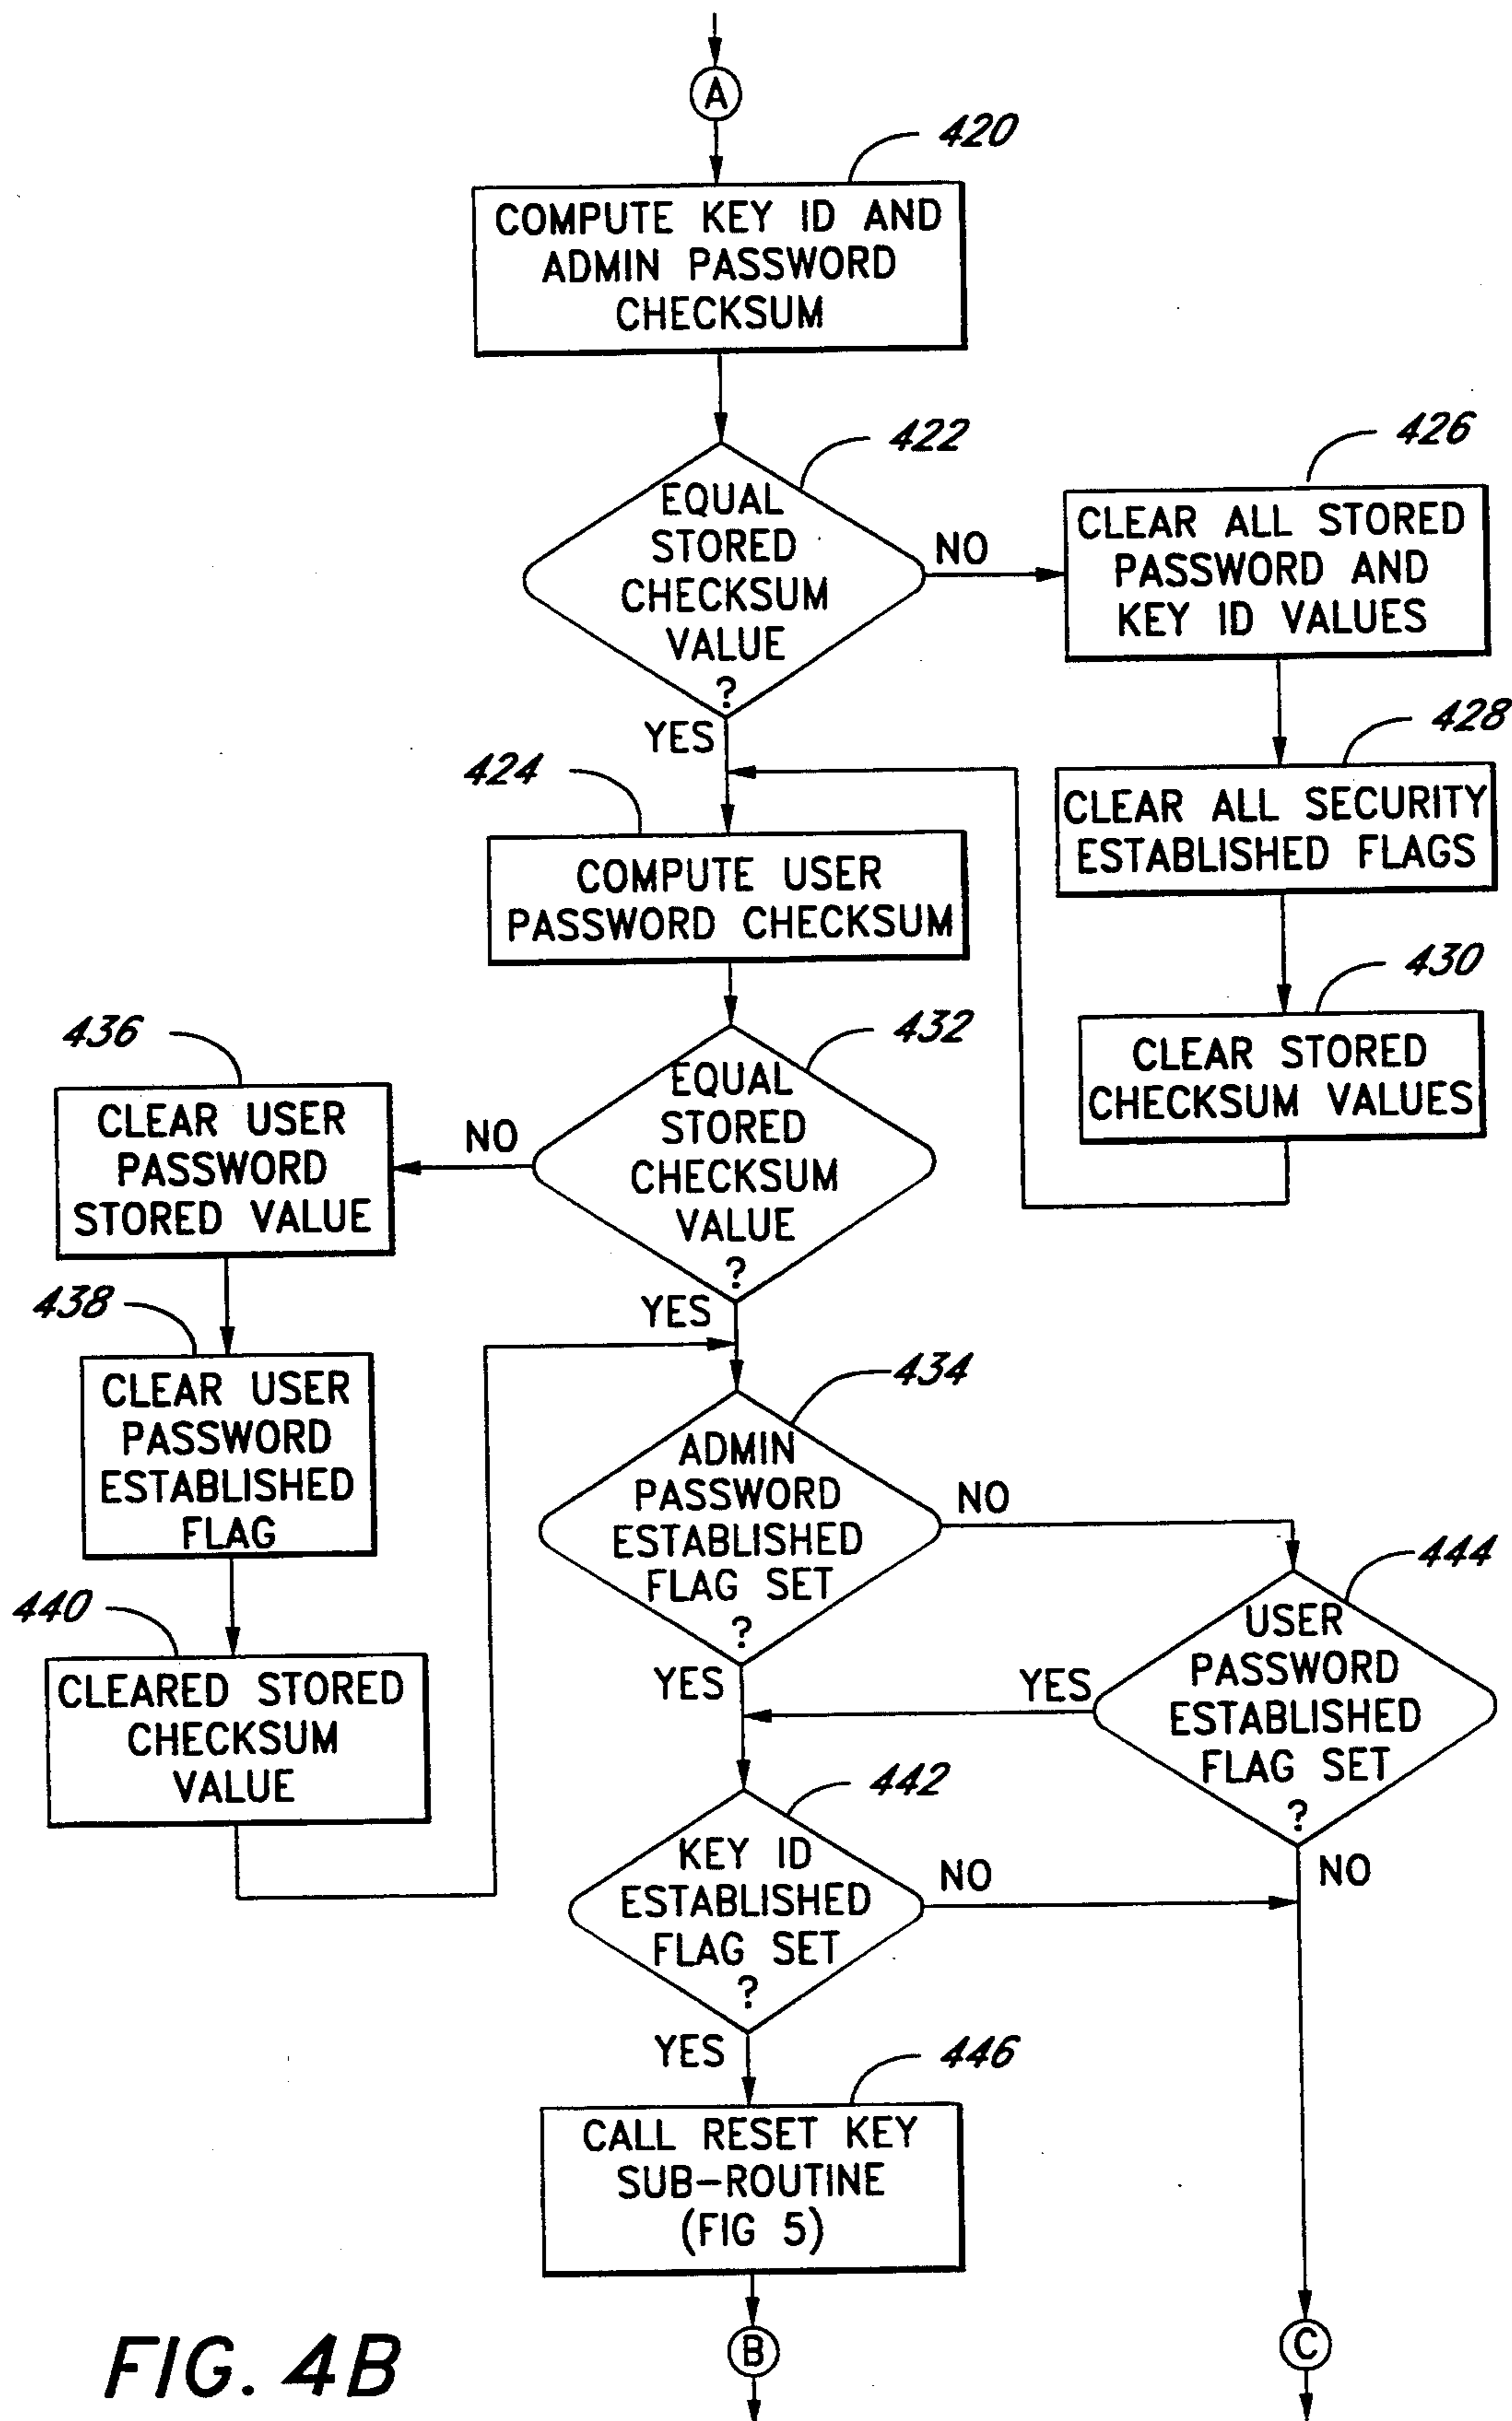 A
420
COMPUTE KEY ID AND
ADMIN PASSWORD
CHECKSUM
422
EQUAL
STORED
CHECKSUM
VALUE
?
NO
YES
426
CLEAR ALL STORED
PASSWORD AND
KEY ID VALUES
428
CLEAR ALL SECURITY
ESTABLISHED FLAGS
430
CLEAR STORED
CHECKSUM VALUES
424
COMPUTE USER
PASSWORD CHECKSUM
432
EQUAL
STORED
CHECKSUM
VALUE
?
NO
YES
436
CLEAR USER
PASSWORD
STORED VALUE
438
CLEAR USER
PASSWORD
ESTABLISHED
FLAG
440
CLEARED STORED
CHECKSUM
VALUE
434
ADMIN
PASSWORD
ESTABLISHED
FLAG SET
?
NO
YES
444
USER
PASSWORD
ESTABLISHED
FLAG SET
?
YES
NO
442
KEY ID
ESTABLISHED
FLAG SET
?
NO
YES
446
CALL RESET KEY
SUB-ROUTINE
(FIG 5)
B
C
FIG. 4B